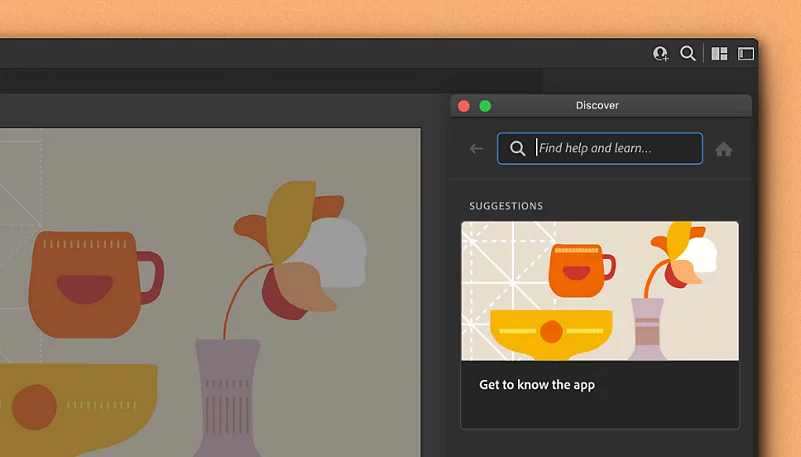 Discover
Find help and learn...
SUGGESTIONS
Get to know the app